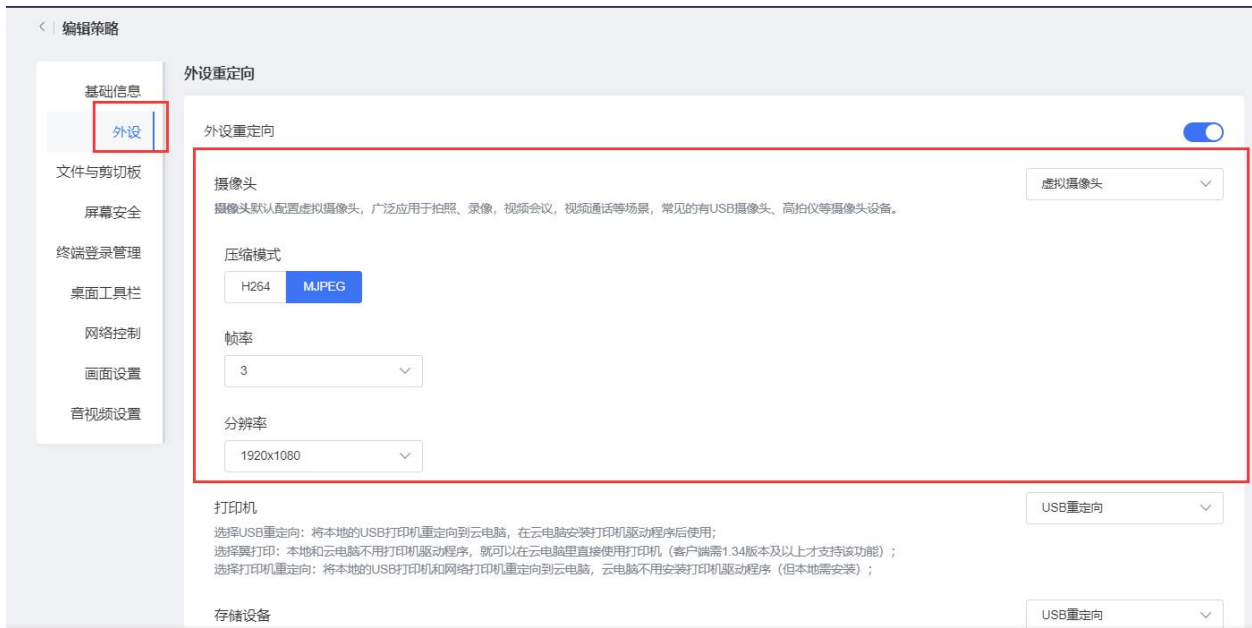 编辑策略
基础信息
外设
文件与剪切板
屏幕安全
终端登录管理
桌面工具栏
网络控制
画面设置
音视频设置
外设重定向
外设重定向
摄像头
虚拟摄像头
摄像头默认配置虚拟摄像头，广泛应用于拍照、录像，视频会议，视频通话等场景，常见的有USB摄像头、高拍仪等摄像头设备。
压缩模式
H264 MJPEG
帧率
3
分辨率
1920x1080
打印机
USB重定向
选择USB重定向：将本地的USB打印机重定向到云电脑，在云电脑安装打印机驱动程序后使用；
选择翼打印：本地和云电脑不用打印机驱动程序，就可以在云电脑里直接使用打印机（客户端需1.34版本及以上才支持该功能）；
选择打印机重定向：将本地的USB打印机和网络打印机重定向到云电脑，云电脑不用安装打印机驱动程序（但本地需安装）；
存储设备
USB重定向